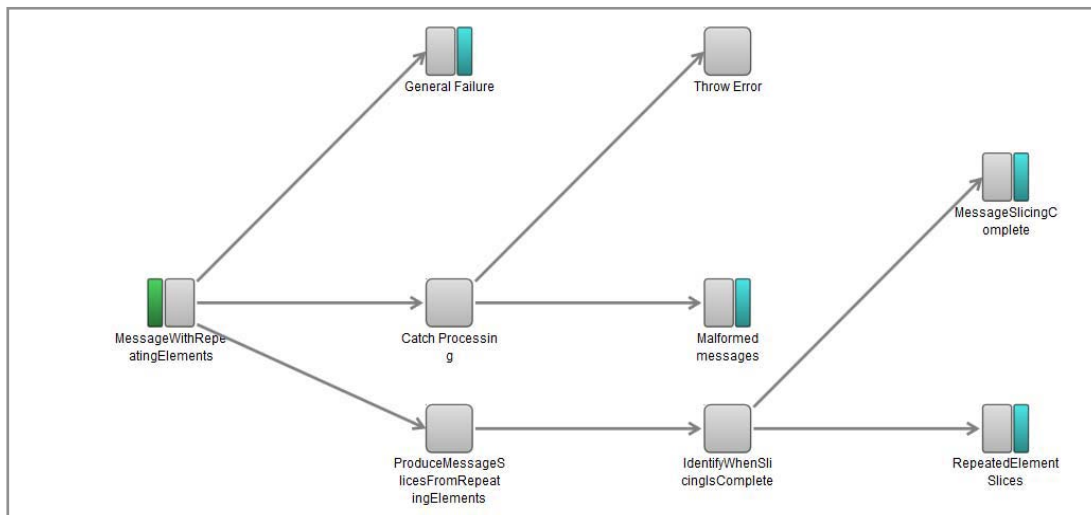 General Failure
Throw Error
MessageSlicingC
omplete
MessageWithRepe
atingElements
Catch Processin
g
Malformed
messages
ProduceMessageS
licesFromRepeat
ingElements
IdentifyWhenSli
cingIsComplete
RepeatedElement
Slices